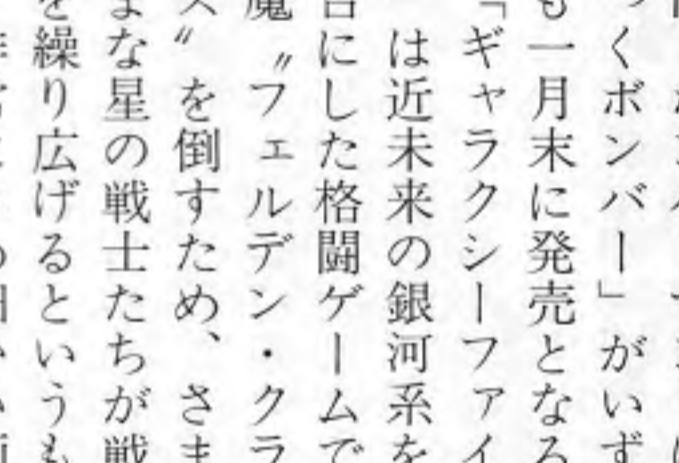 くボンバー」がいず
も一月末に発売となる
「ギャラクシーファイ
は近未来の銀河系を
台にした格闘ゲームで
魔〝フェルデン・クラ
ス〟を倒すため、さま
まな星の戦士たちが戦
を繰り広げるというも